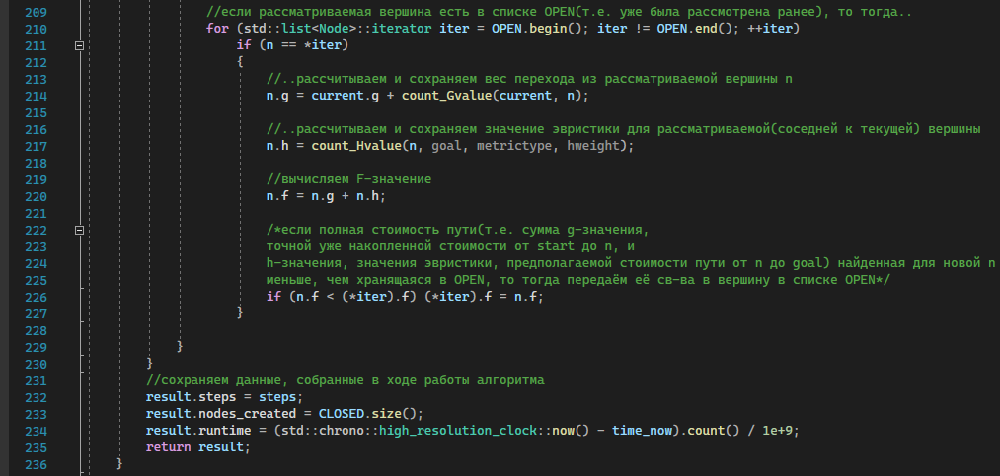 209 //если рассматриваемая вершина есть в списке OPEN(т.е. уже была рассмотрена ранее), то тогда..
210 for (std::list<Node>::iterator iter = OPEN.begin(); iter != OPEN.end(); ++iter)
211 if (n == *iter)
212 {
213 //..рассчитываем и сохраняем вес перехода из рассматриваемой вершины n
214 n.g = current.g + count_Gvalue(current, n);
215
216 //..рассчитываем и сохраняем значение эвристики для рассматриваемой(соседней к текущей) вершины
217 n.h = count_Hvalue(n, goal, metrictype, hweight);
218
219 //вычисляем F-значение
220 n.f = n.g + n.h;
221
222 /*если полная стоимость пути(т.е. сумма g-значения,
223 точной уже накопленной стоимости от start до n, и
224 h-значения, значения эвристики, предполагаемой стоимости пути от n до goal) найденная для новой n
225 меньше, чем хранящаяся в OPEN, то тогда передаём её св-ва в вершину в списке OPEN*/
226 if (n.f < (*iter).f) (*iter).f = n.f;
227 }
228
229 }
230 }
231 //сохраняем данные, собранные в ходе работы алгоритма
232 result.steps = steps;
233 result.nodes_created = CLOSED.size();
234 result.runtime = (std::chrono::high_resolution_clock::now() - time_now).count() / 1e+9;
235 return result;
236 }